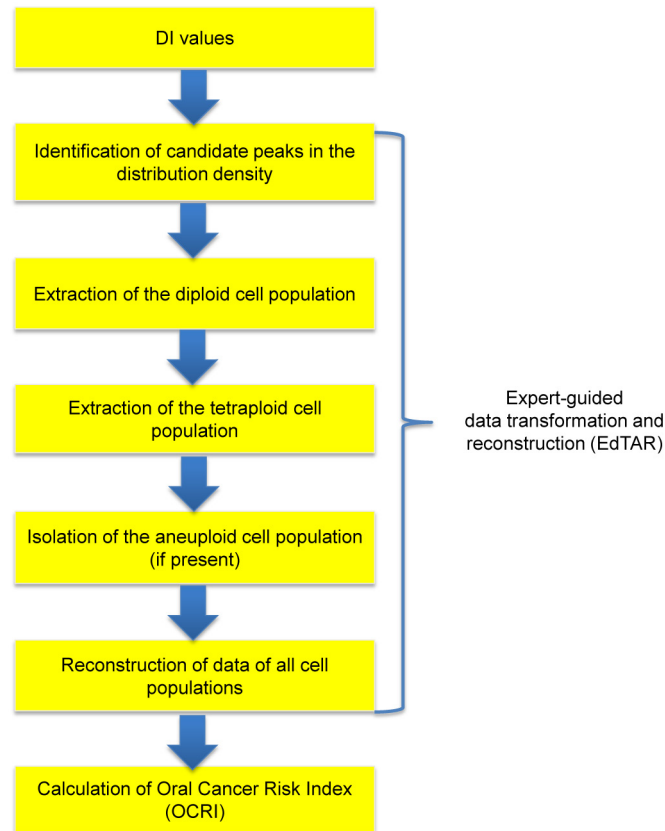 DI values
Identification of candidate peaks in the
distribution density
Extraction of the diploid cell population
Extraction of the tetraploid cell
population
Isolation of the aneuploid cell population
(if present)
Reconstruction of data of all cell
populations
Calculation of Oral Cancer Risk Index
(OCRI)
Expert-guided
data transformation and
reconstruction (EdTAR)